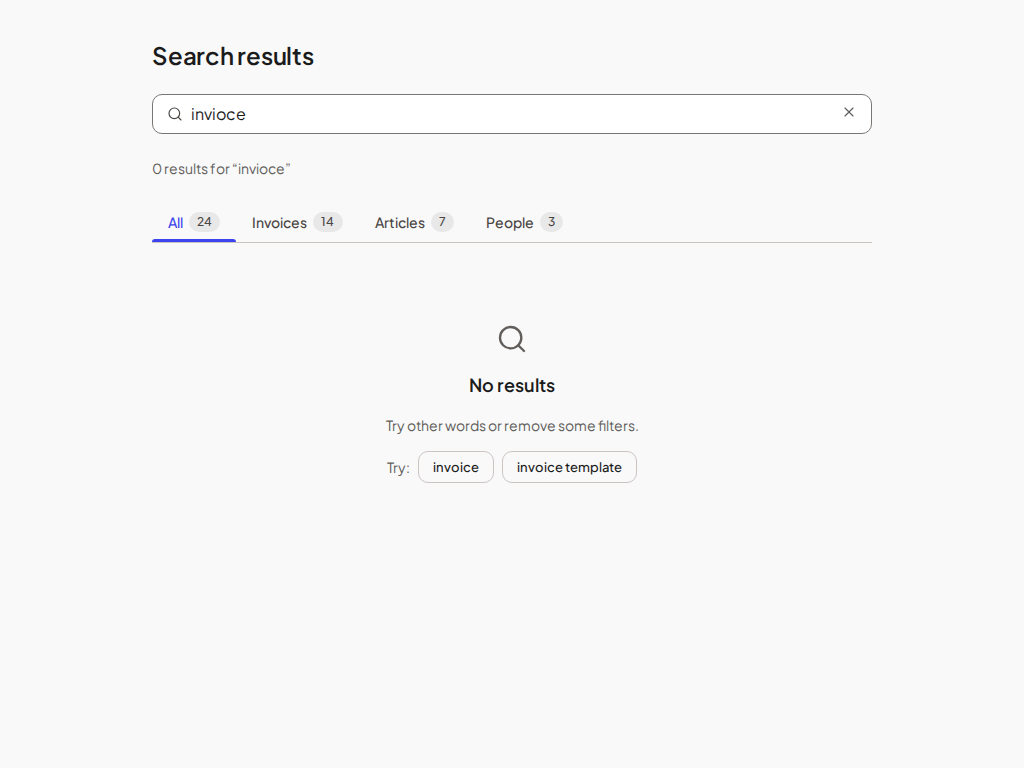 Search results
invioce
0 results for “invioce”
All 24 Invoices 14 Articles 7 People 3
No results
Try other words or remove some filters.
Try: invoice invoice template